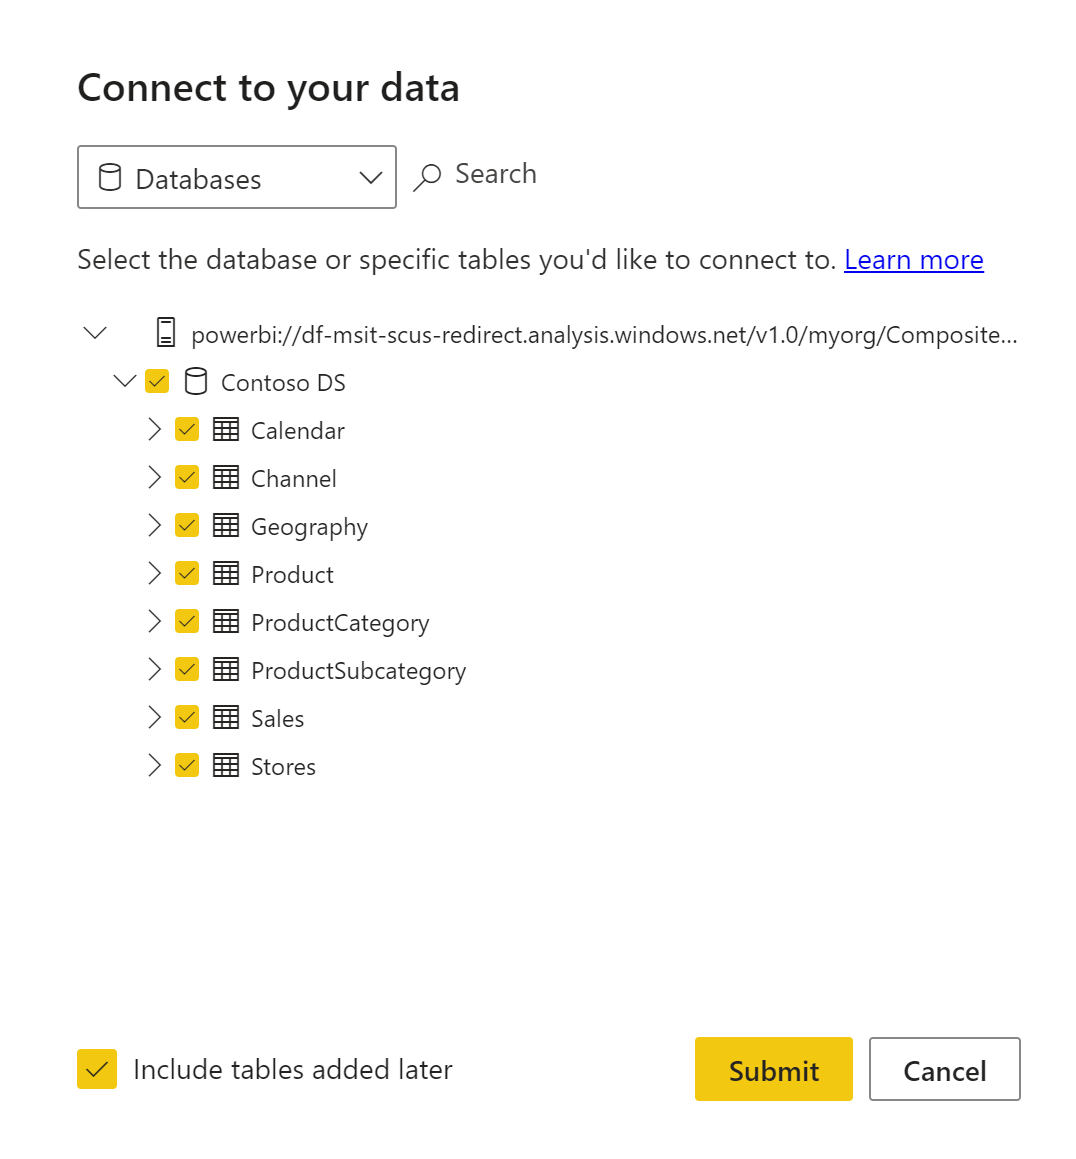 Connect to your data
Databases
Search
Select the database or specific tables you'd like to connect to. Learn more
powerbi://df-msit-scus-redirect.analysis.windows.net/v1.0/myorg/Composite...
Contoso DS
Calendar
Channel
Geography
Product
ProductCategory
ProductSubcategory
Sales
Stores
Include tables added later
Submit
Cancel